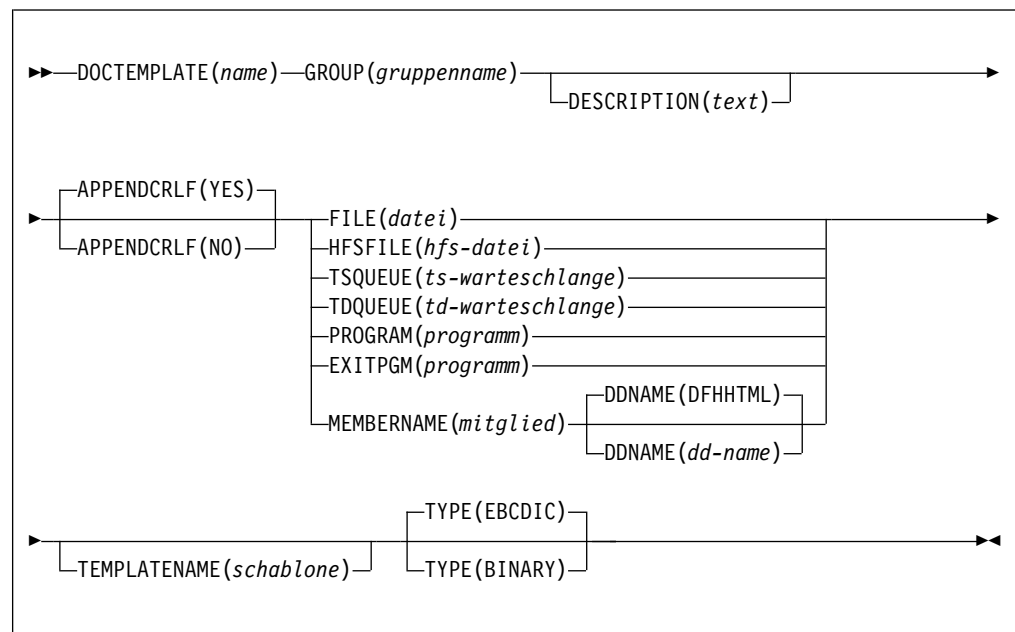 DOCTEMPLATE(name) GROUP(gruppenname)
DESCRIPTION(text)
APPENDCRLF(YES)
APPENDCRLF(NO)
FILE(datei)
HFSFILE(hfs-datei)
TSQUEUE(ts-warteschlange)
TDQUEUE(td-warteschlange)
PROGRAM(programm)
EXITPGM(programm)
MEMBERNAME(mitglied)
DDNAME(DFHHTML)
DDNAME(dd-name)
TEMPLATENAME(schablone)
TYPE(EBCDIC)
TYPE(BINARY)